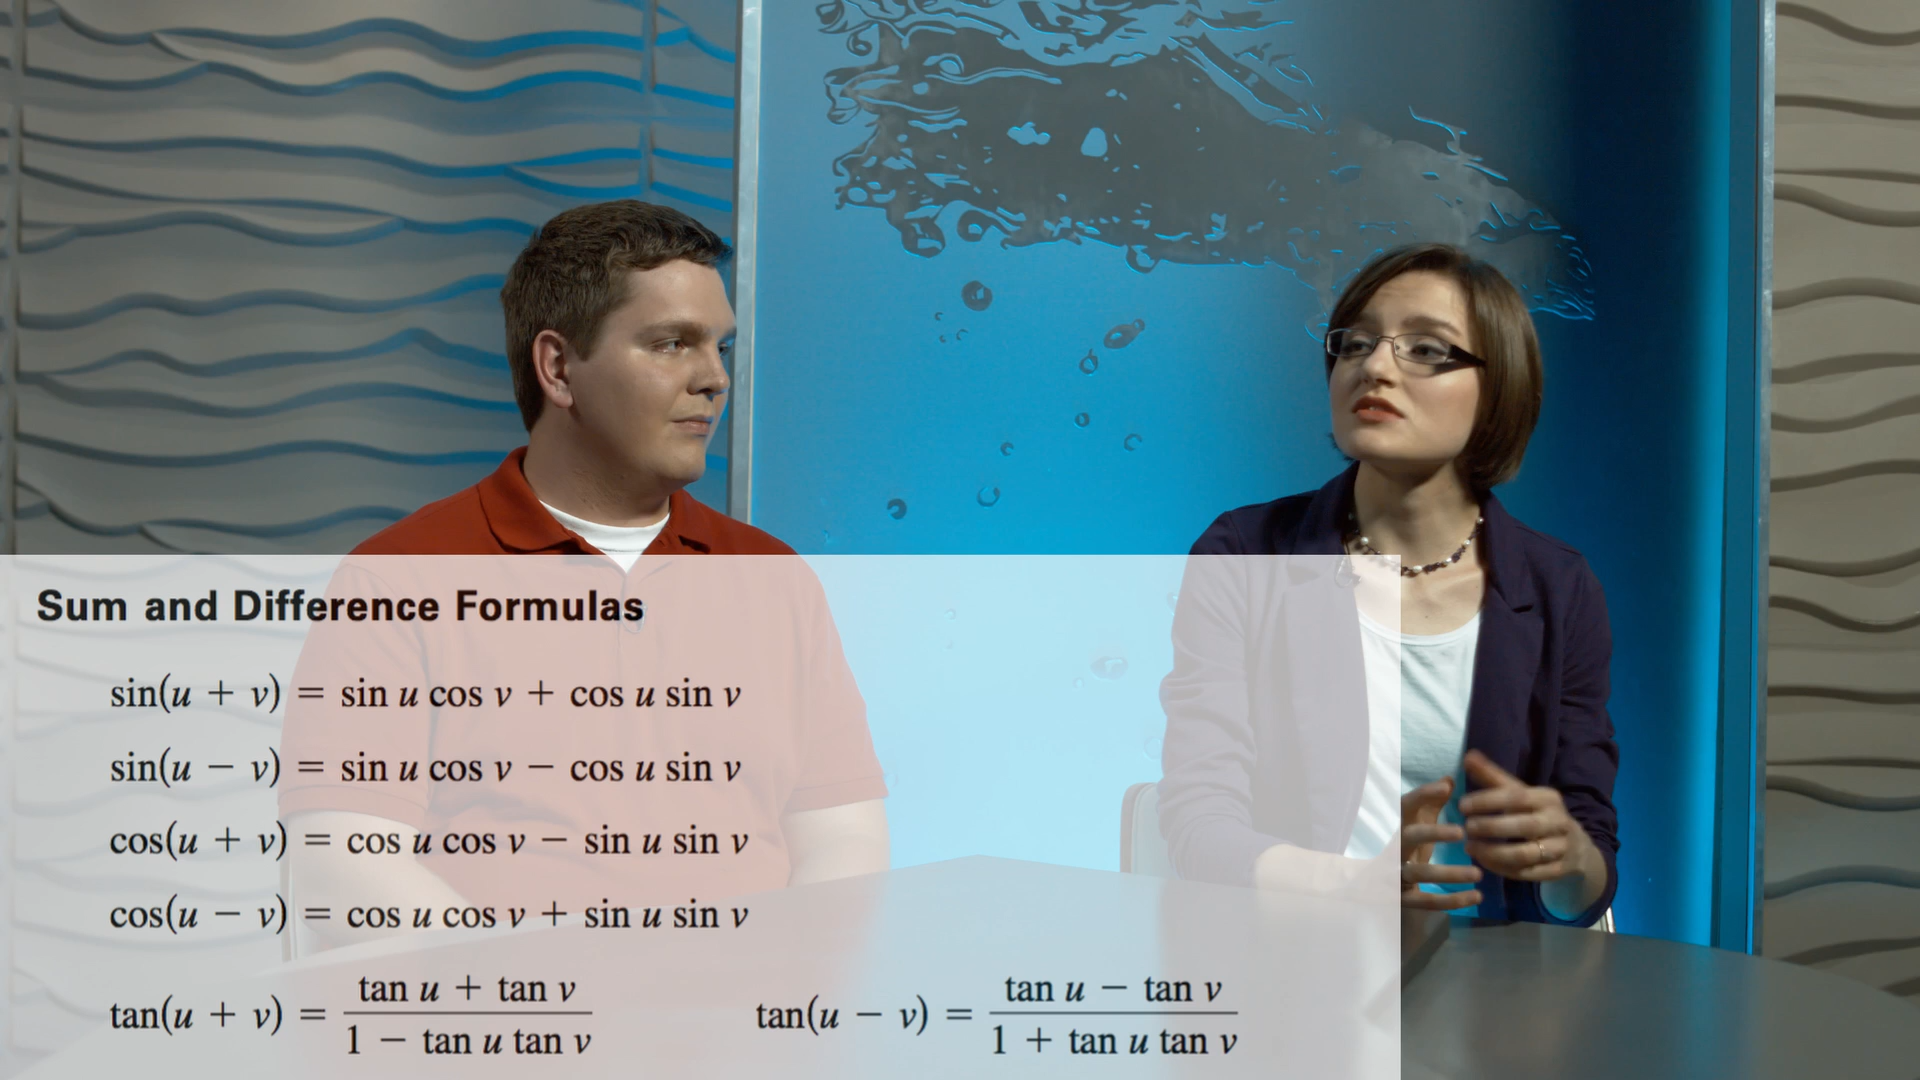 Sum and Difference Formulas
sin(u + v) = sin u cos v + cos u sin v
sin(u − v) = sin u cos v − cos u sin v
cos(u + v) = cos u cos v − sin u sin v
cos(u − v) = cos u cos v + sin u sin v
tan(u + v) = (tan u + tan v) / (1 − tan u tan v)    tan(u − v) = (tan u − tan v) / (1 + tan u tan v)